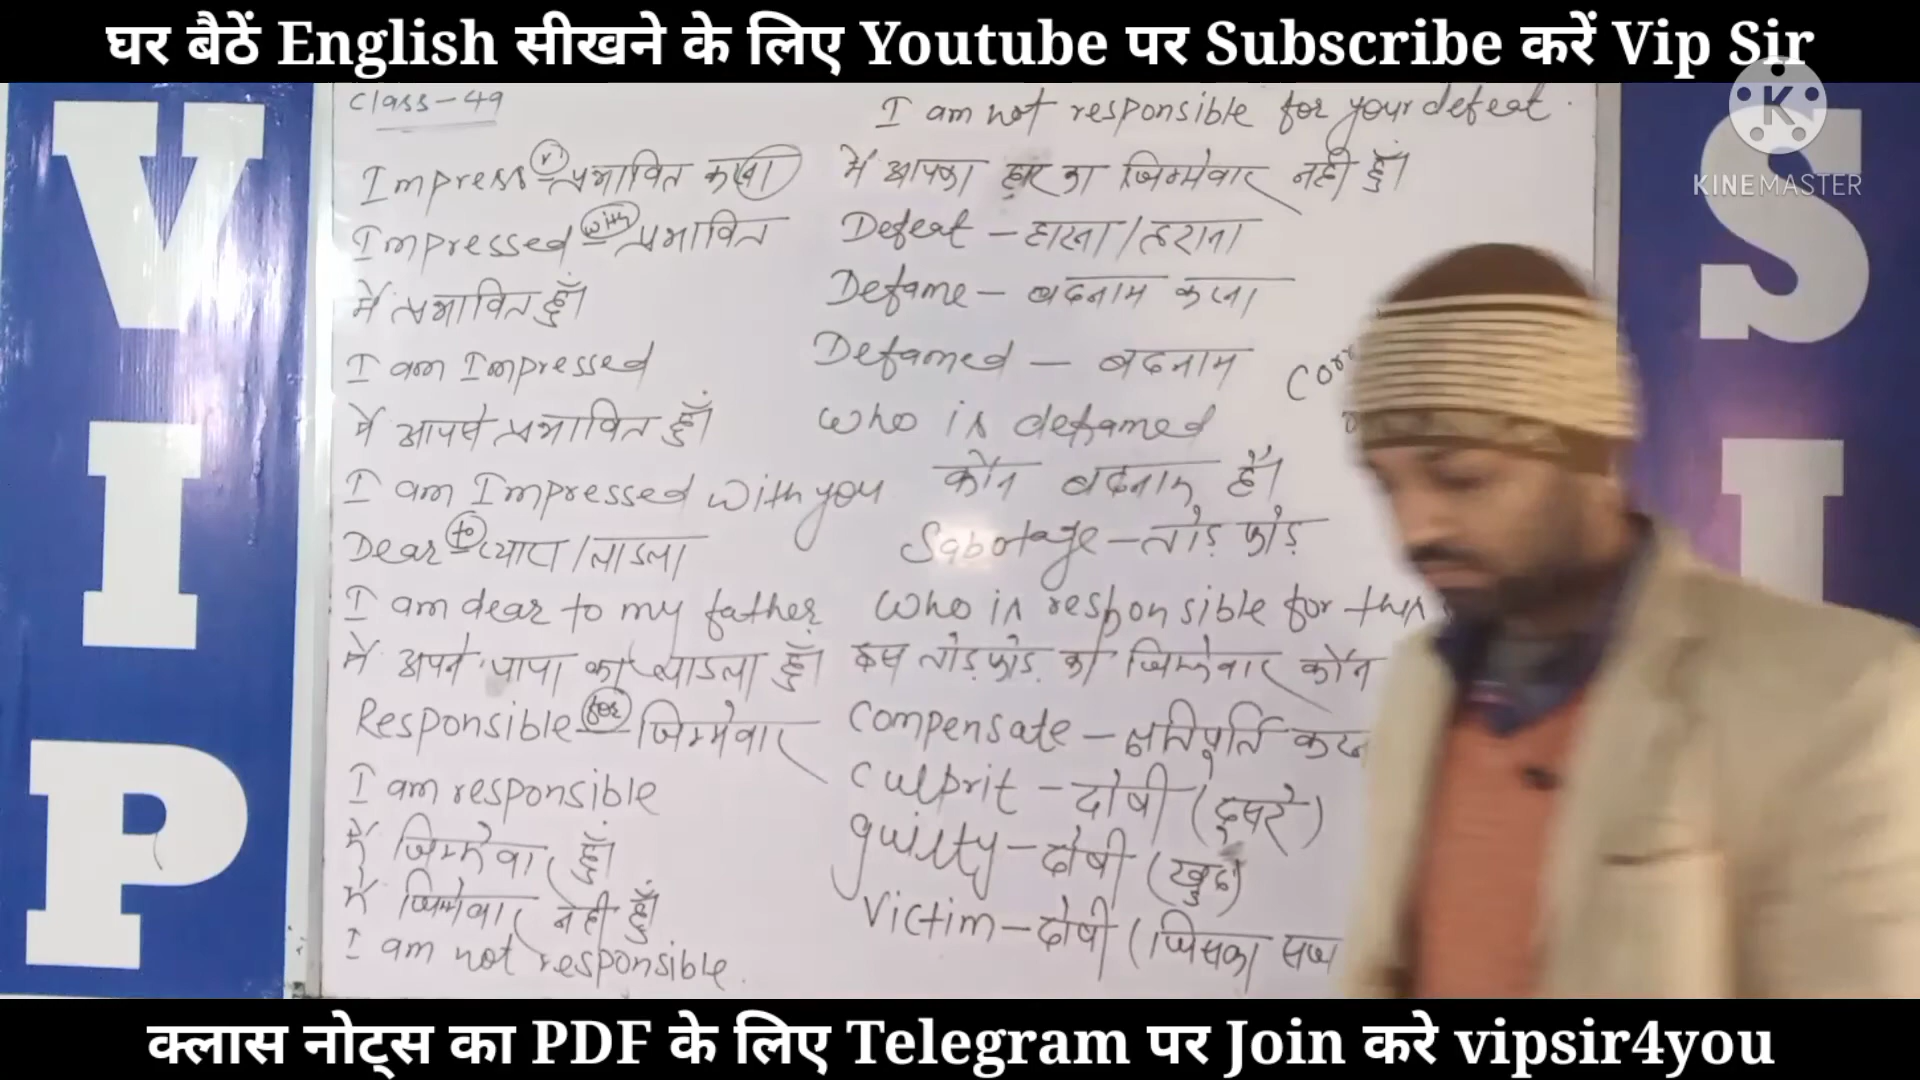 घर बैठें English सीखने के लिए Youtube पर Subscribe करें Vip Sir
VIP
S
I
K
KINEMASTER
Class-49
Impress (v) - प्रभावित करना
Impressed (with) - प्रभावित
मैं प्रभावित हूँ।
I am Impressed
मैं आपसे प्रभावित हूँ।
I am Impressed with you
Dear (to) - प्यारा/लाडला
I am dear to my father.
मैं अपने पापा का लाडला हूँ।
Responsible (for) - जिम्मेवार
I am responsible
मैं जिम्मेवार हूँ।
मैं जिम्मेवार नहीं हूँ।
I am not responsible.
I am not responsible for your defeat.
मैं आपका हार का जिम्मेवार नहीं हूँ।
Defeat - हारना/हराना
Defame - बदनाम करना
Defamed - बदनाम
Who is defamed
कौन बदनाम है।
Sabotage - तोड़ फोड़
Who is responsible for this
इस तोड़फोड़ का जिम्मेवार कौन
Compensate - क्षतिपूर्ति करना
Culprit - दोषी (दूसरे)
guilty - दोषी (खुद)
Victim - दोषी (जिसका
Corr
क्लास नोट्स का PDF के लिए Telegram पर Join करे vipsir4you